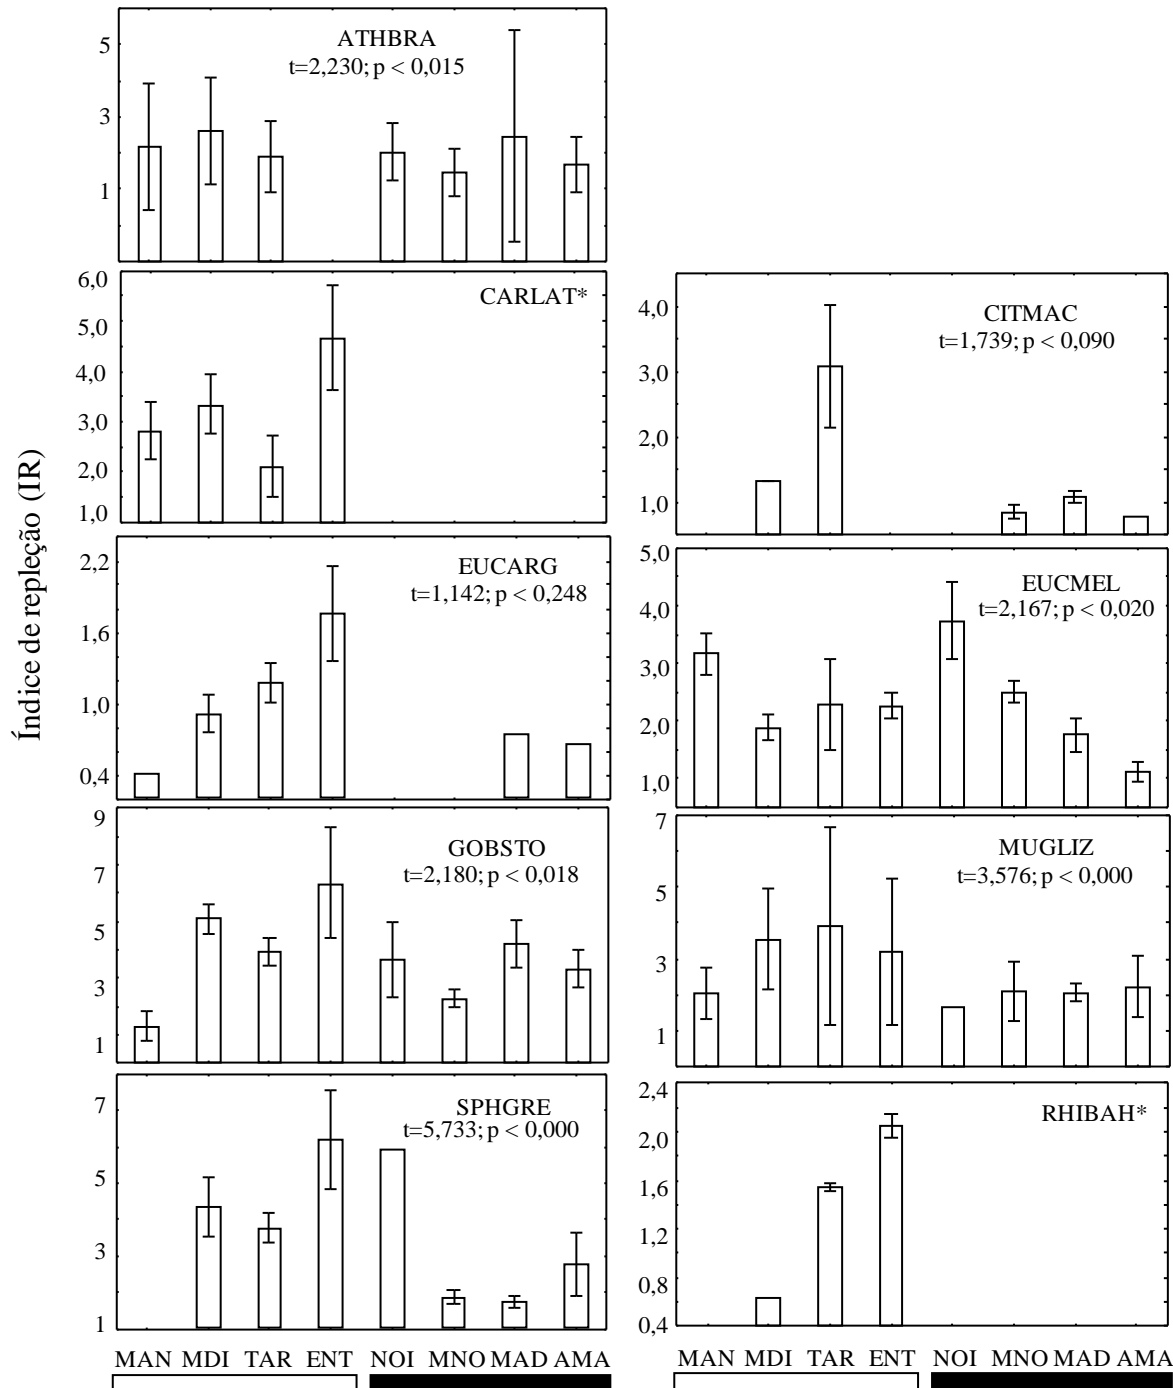 Índice de repleção (IR)
ATHBRA
t=2,230; p < 0,015
5
3
1
CARLAT*
6,0
5,0
4,0
3,0
2,0
1,0
CITMAC
t=1,739; p < 0,090
4,0
3,0
2,0
1,0
EUCARG
t=1,142; p < 0,248
2,2
1,6
1,0
0,4
EUCMEL
t=2,167; p < 0,020
5,0
4,0
3,0
2,0
1,0
GOBSTO
t=2,180; p < 0,018
9
7
5
3
1
MUGLIZ
t=3,576; p < 0,000
7
5
3
2
1
SPHGRE
t=5,733; p < 0,000
7
5
3
1
RHIBAH*
2,4
2,0
1,6
1,2
0,8
0,4
MAN MDI TAR ENT NOI MNO MAD AMA
MAN MDI TAR ENT NOI MNO MAD AMA